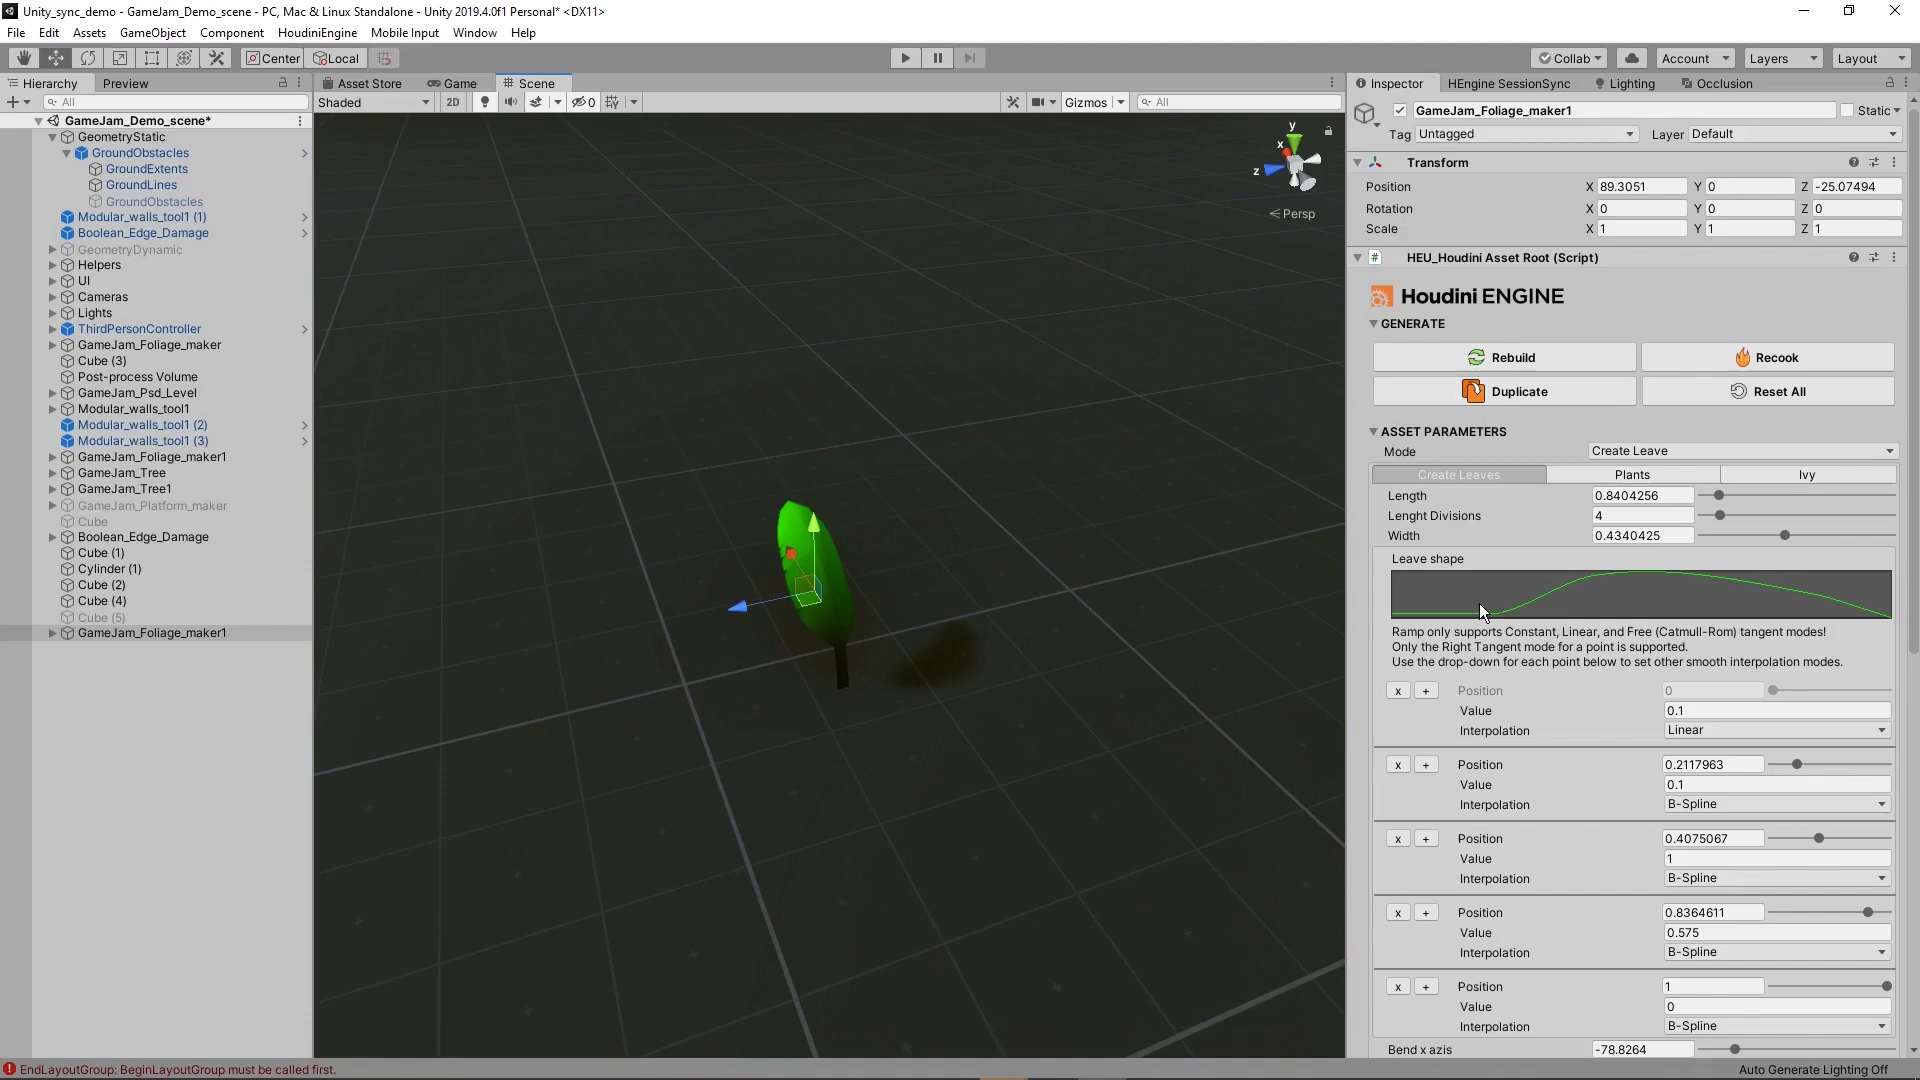 Unity_sync_demo - GameJam_Demo_scene - PC, Mac & Linux Standalone - Unity 2019.4.0f1 Personal* <DX11>
File Edit Assets GameObject Component HoudiniEngine Mobile Input Window Help
Center Local Collab Account Layers Layout
Hierarchy Preview
All
GameJam_Demo_scene*
GeometryStatic
GroundObstacles
GroundExtents
GroundLines
GroundObstacles
Modular_walls_tool1 (1)
Boolean_Edge_Damage
GeometryDynamic
Helpers
UI
Cameras
Lights
ThirdPersonController
GameJam_Foliage_maker
Cube (3)
Post-process Volume
GameJam_Psd_Level
Modular_walls_tool1
Modular_walls_tool1 (2)
Modular_walls_tool1 (3)
GameJam_Foliage_maker1
GameJam_Tree
GameJam_Tree1
GameJam_Platform_maker
Cube
Boolean_Edge_Damage
Cube (1)
Cylinder (1)
Cube (2)
Cube (4)
Cube (5)
GameJam_Foliage_maker1
Asset Store Game Scene
Shaded 2D 0 Gizmos All
y
x
z
Persp
Inspector HEngine SessionSync Lighting Occlusion
GameJam_Foliage_maker1 Static
Tag Untagged Layer Default
Transform
Position X 89.3051 Y 0 Z -25.07494
Rotation X 0 Y 0 Z 0
Scale X 1 Y 1 Z 1
# HEU_Houdini Asset Root (Script)
Houdini ENGINE
GENERATE
Rebuild Recook
Duplicate Reset All
ASSET PARAMETERS
Mode Create Leave
Create Leaves Plants Ivy
Length 0.8404256
Lenght Divisions 4
Width 0.4340425
Leave shape
Ramp only supports Constant, Linear, and Free (Catmull-Rom) tangent modes!
Only the Right Tangent mode for a point is supported.
Use the drop-down for each point below to set other smooth interpolation modes.
x + Position 0
Value 0.1
Interpolation Linear
x + Position 0.2117963
Value 0.1
Interpolation B-Spline
x + Position 0.4075067
Value 1
Interpolation B-Spline
x + Position 0.8364611
Value 0.575
Interpolation B-Spline
x + Position 1
Value 0
Interpolation B-Spline
Bend x azis -78.8264
EndLayoutGroup: BeginLayoutGroup must be called first.
Auto Generate Lighting Off